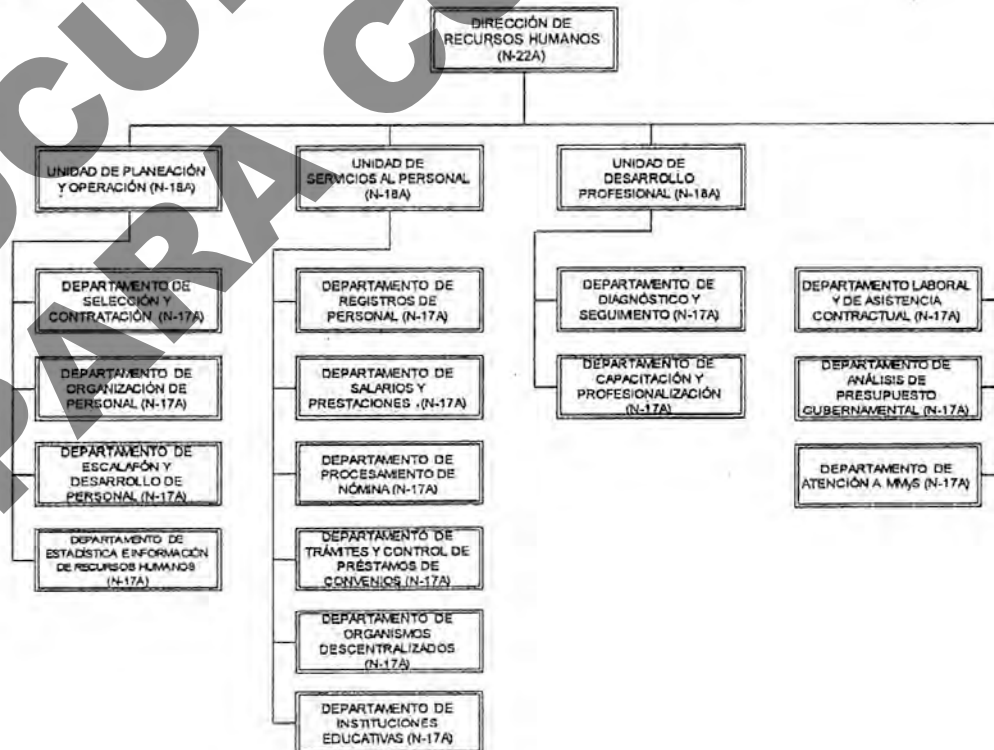 DIRECCIÓN DE
RECURSOS HUMANOS
(N-22A)
UNIDAD DE PLANEACIÓN
Y OPERACIÓN (N-18A)
UNIDAD DE
SERVICIOS AL PERSONAL
(N-18A)
UNIDAD DE
DESARROLLO
PROFESIONAL (N-18A)
DEPARTAMENTO DE
SELECCIÓN Y
CONTRATACIÓN (N-17A)
DEPARTAMENTO DE
ORGANIZACIÓN DE
PERSONAL (N-17A)
DEPARTAMENTO DE
ESCALAFÓN Y
DESARROLLO DE
PERSONAL (N-17A)
DEPARTAMENTO DE
ESTADÍSTICA E INFORMACIÓN
DE RECURSOS HUMANOS
(N-17A)
DEPARTAMENTO DE
REGISTROS DE
PERSONAL (N-17A)
DEPARTAMENTO DE
SALARIOS Y
PRESTACIONES .(N-17A)
DEPARTAMENTO DE
PROCESAMIENTO DE
NÓMINA (N-17A)
DEPARTAMENTO DE
TRÁMITES Y CONTROL DE
PRÉSTAMOS DE
CONVENIOS (N-17A)
DEPARTAMENTO DE
ORGANISMOS
DESCENTRALIZADOS
(N-17A)
DEPARTAMENTO DE
INSTITUCIONES
EDUCATIVAS (N-17A)
DEPARTAMENTO DE
DIAGNÓSTICO Y
SEGUIMIENTO (N-17A)
DEPARTAMENTO DE
CAPACITACIÓN Y
PROFESIONALIZACIÓN
(N-17A)
DEPARTAMENTO LABORAL
Y DE ASISTENCIA
CONTRACTUAL (N-17A)
DEPARTAMENTO DE
ANÁLISIS DE
PRESUPUESTO
GUBERNAMENTAL (N-17A)
DEPARTAMENTO DE
ATENCIÓN A MMyS (N-17A)
PARA